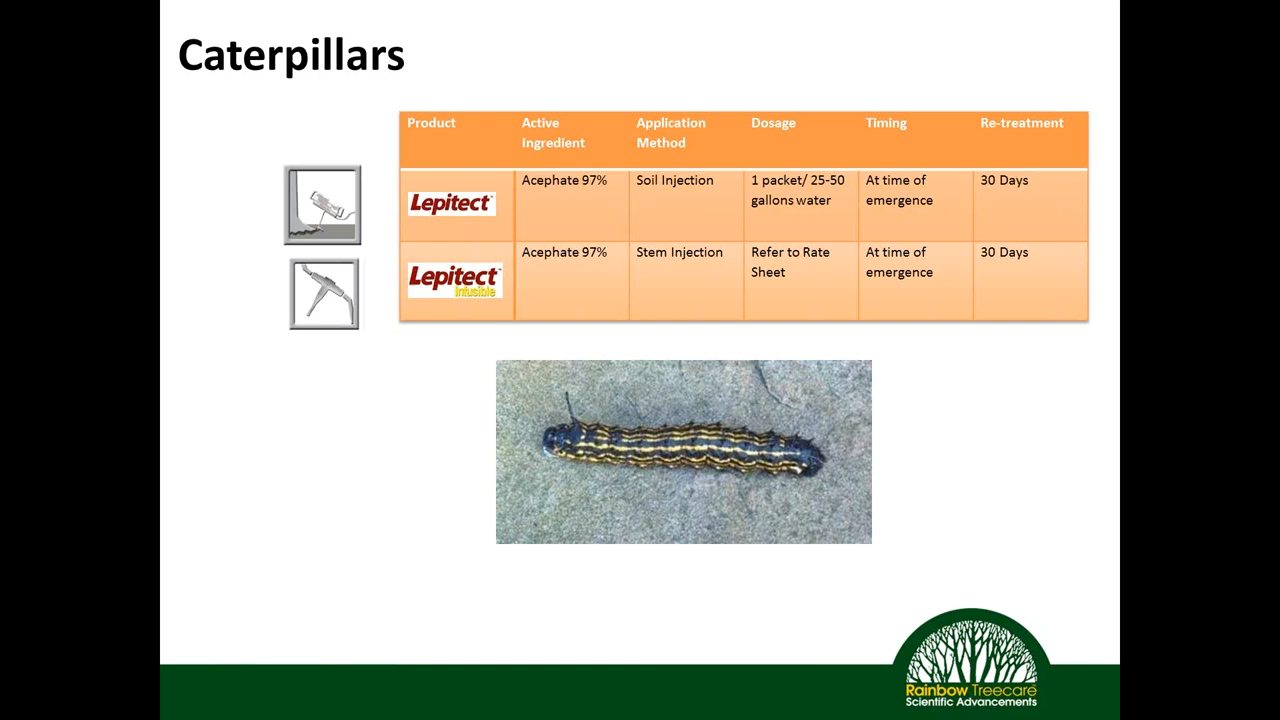 Caterpillars
Product
Active
Ingredient
Application
Method
Dosage
Timing
Re-treatment
Lepitect™
Acephate 97%
Soil Injection
1 packet/ 25-50
gallons water
At time of
emergence
30 Days
Lepitect™
Infusible
Acephate 97%
Stem Injection
Refer to Rate
Sheet
At time of
emergence
30 Days
Rainbow Treecare
Scientific Advancements